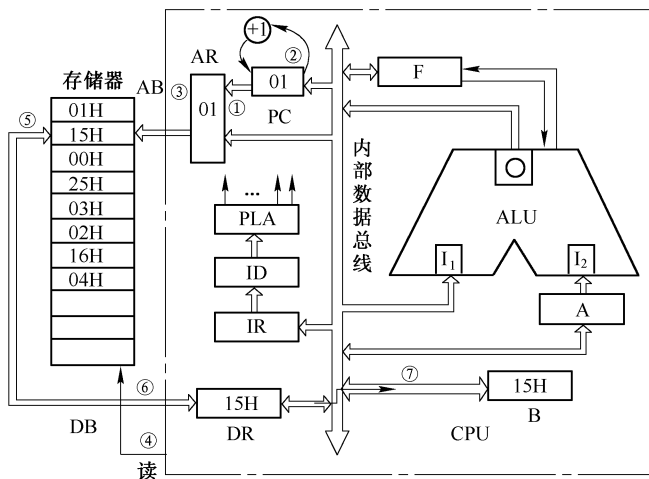 +1
②
AR
存储器
AB
③
01
①
01
PC
F
⑤
01H
15H
00H
25H
03H
02H
16H
04H
内部数据总线
O
ALU
I₁
I₂
...
PLA
ID
IR
A
⑥
15H
DR
⑦
15H
B
DB
④
读
CPU